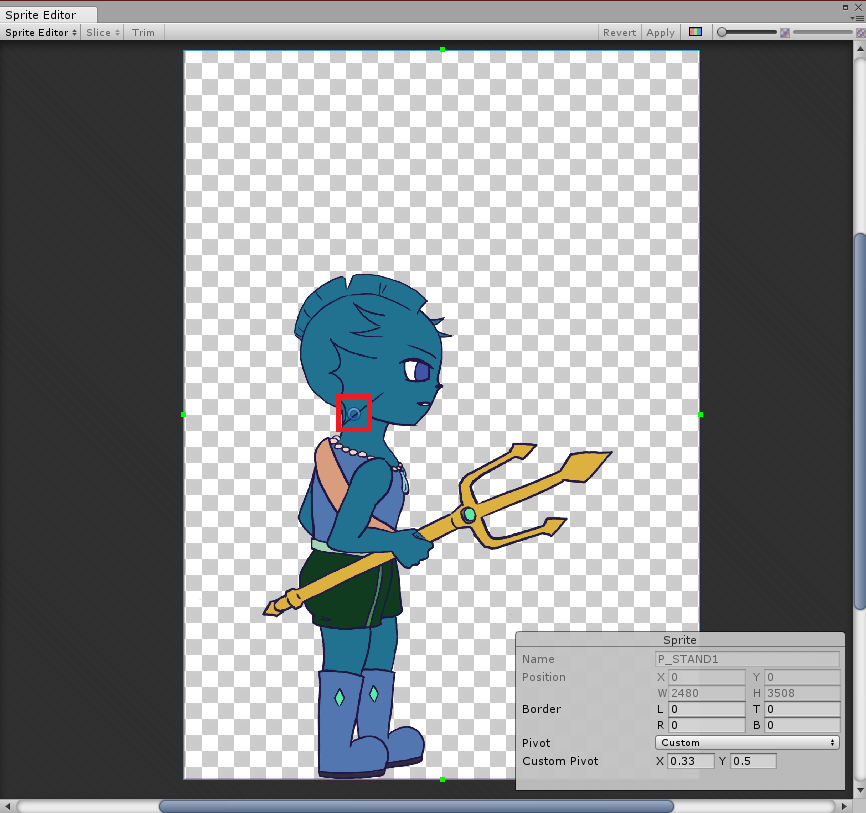 Sprite Editor
Sprite Editor Slice Trim Revert Apply
Sprite
Name P_STAND1
Position X 0 Y 0
W 2480 H 3508
Border L 0 T 0
R 0 B 0
Pivot Custom
Custom Pivot X 0.33 Y 0.5